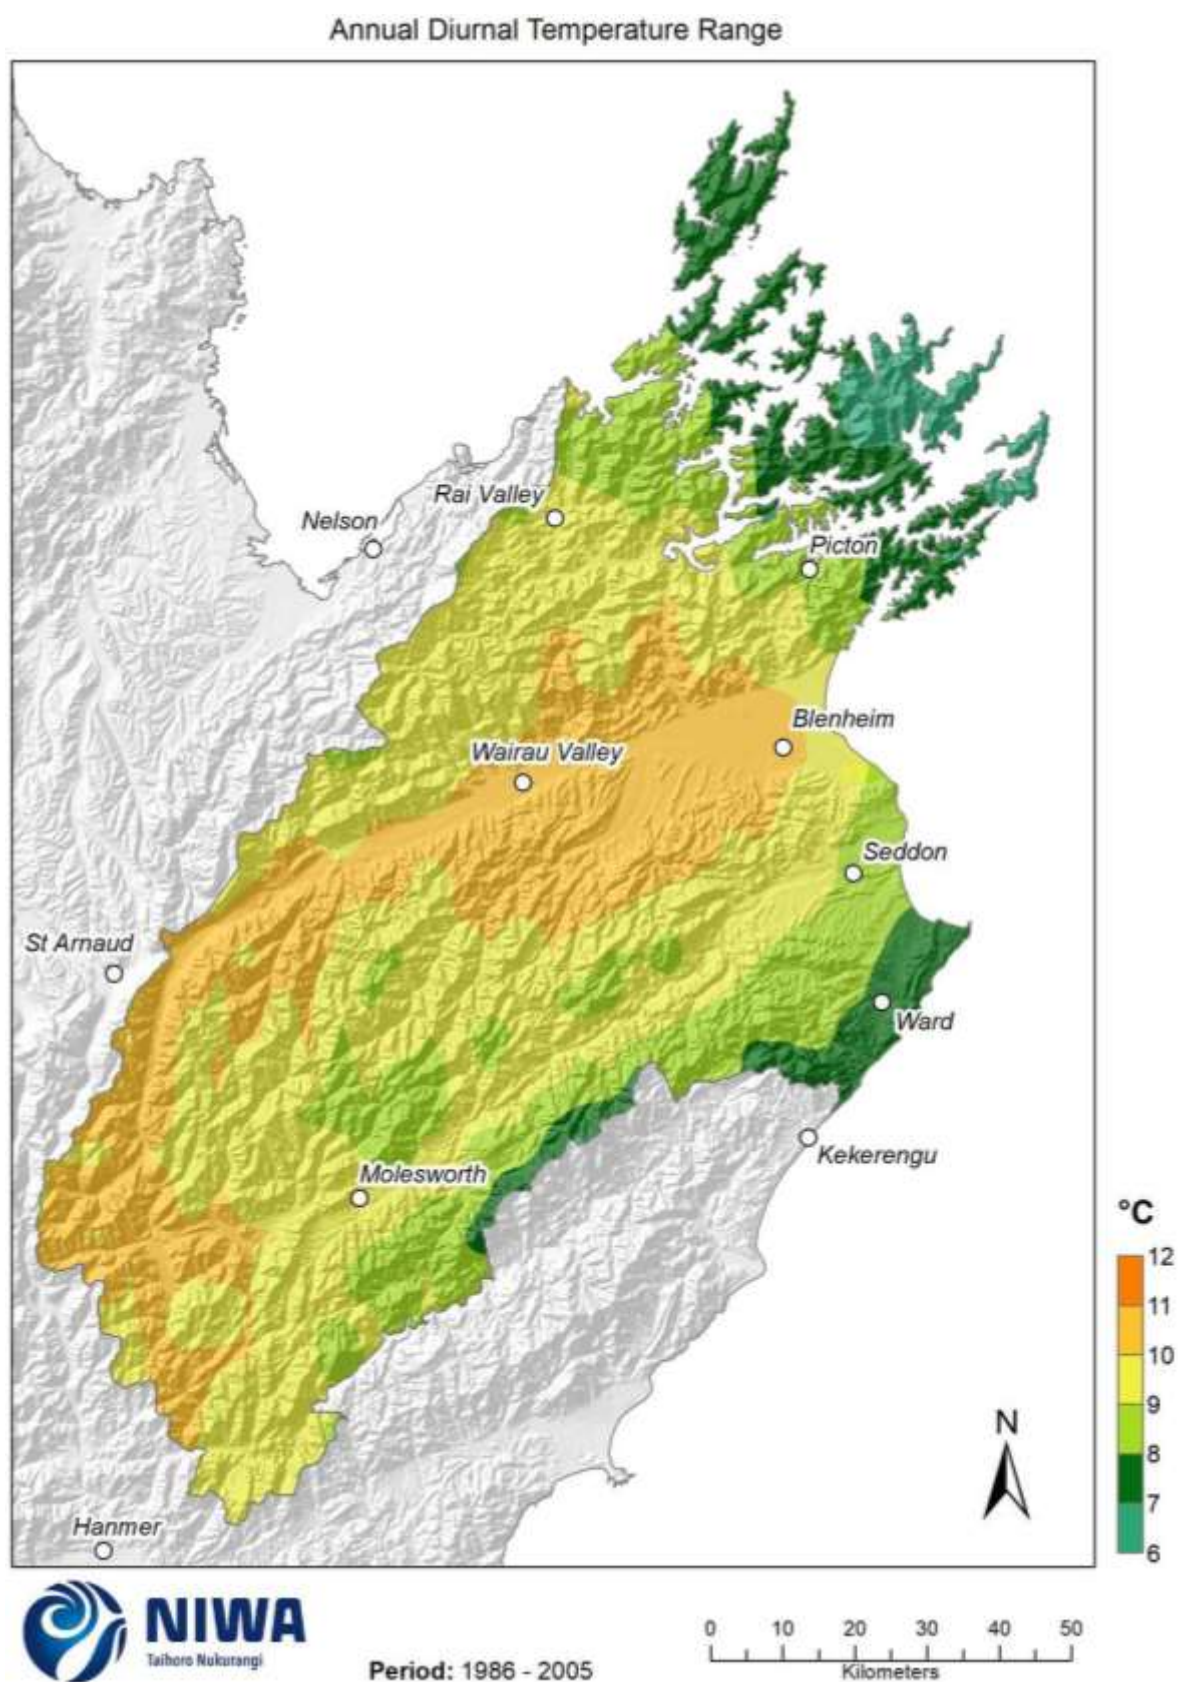 Annual Diurnal Temperature Range
Rai Valley
Nelson
Picton
Blenheim
Wairau Valley
Seddon
St Arnaud
Ward
Kekerengu
Molesworth
°C
12
11
10
9
8
7
6
N
Hanmer
NIWA
Taihoro Nukurangi
Period: 1986 - 2005
0 10 20 30 40 50
Kilometers